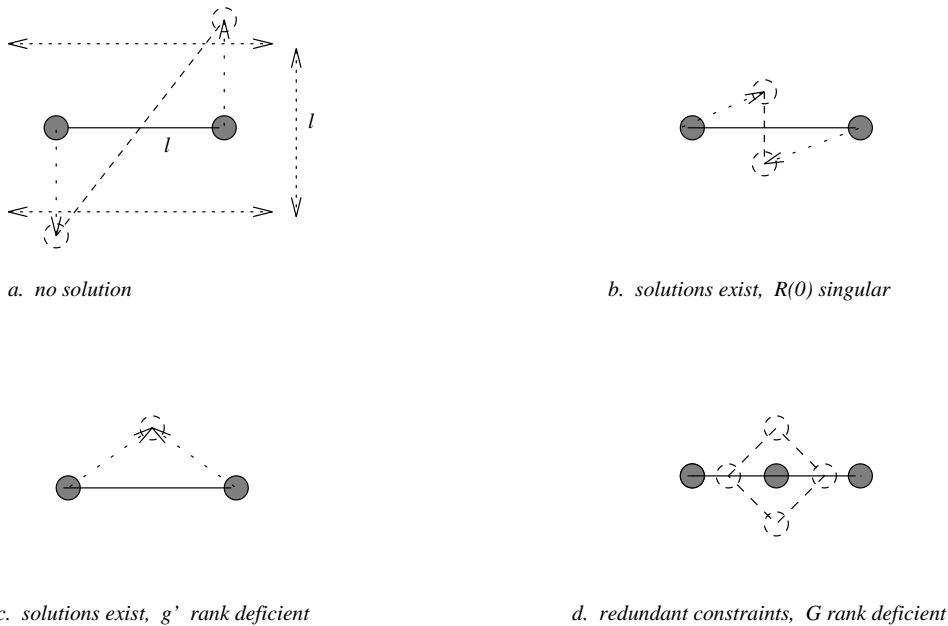 l
l
a. no solution
b. solutions exist, R(0) singular
c. solutions exist, g' rank deficient
d. redundant constraints, G rank deficient